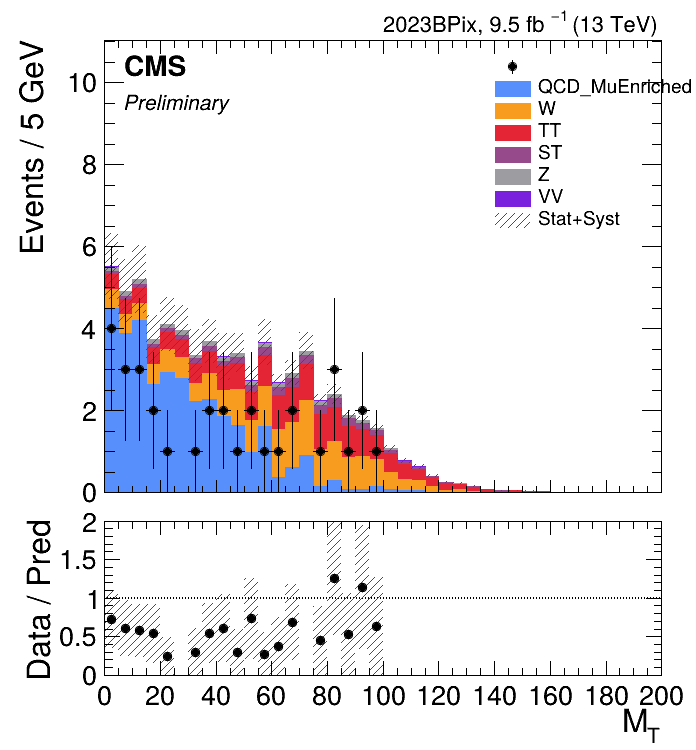 2023BPix, 9.5 fb⁻¹ (13 TeV)
CMS
Preliminary
QCD_MuEnriched
W
TT
ST
Z
VV
Stat+Syst
Events / 5 GeV
10
8
6
4
2
0
Data / Pred
2
1.5
1
0.5
0
0 20 40 60 80 100 120 140 160 180 200
M_T